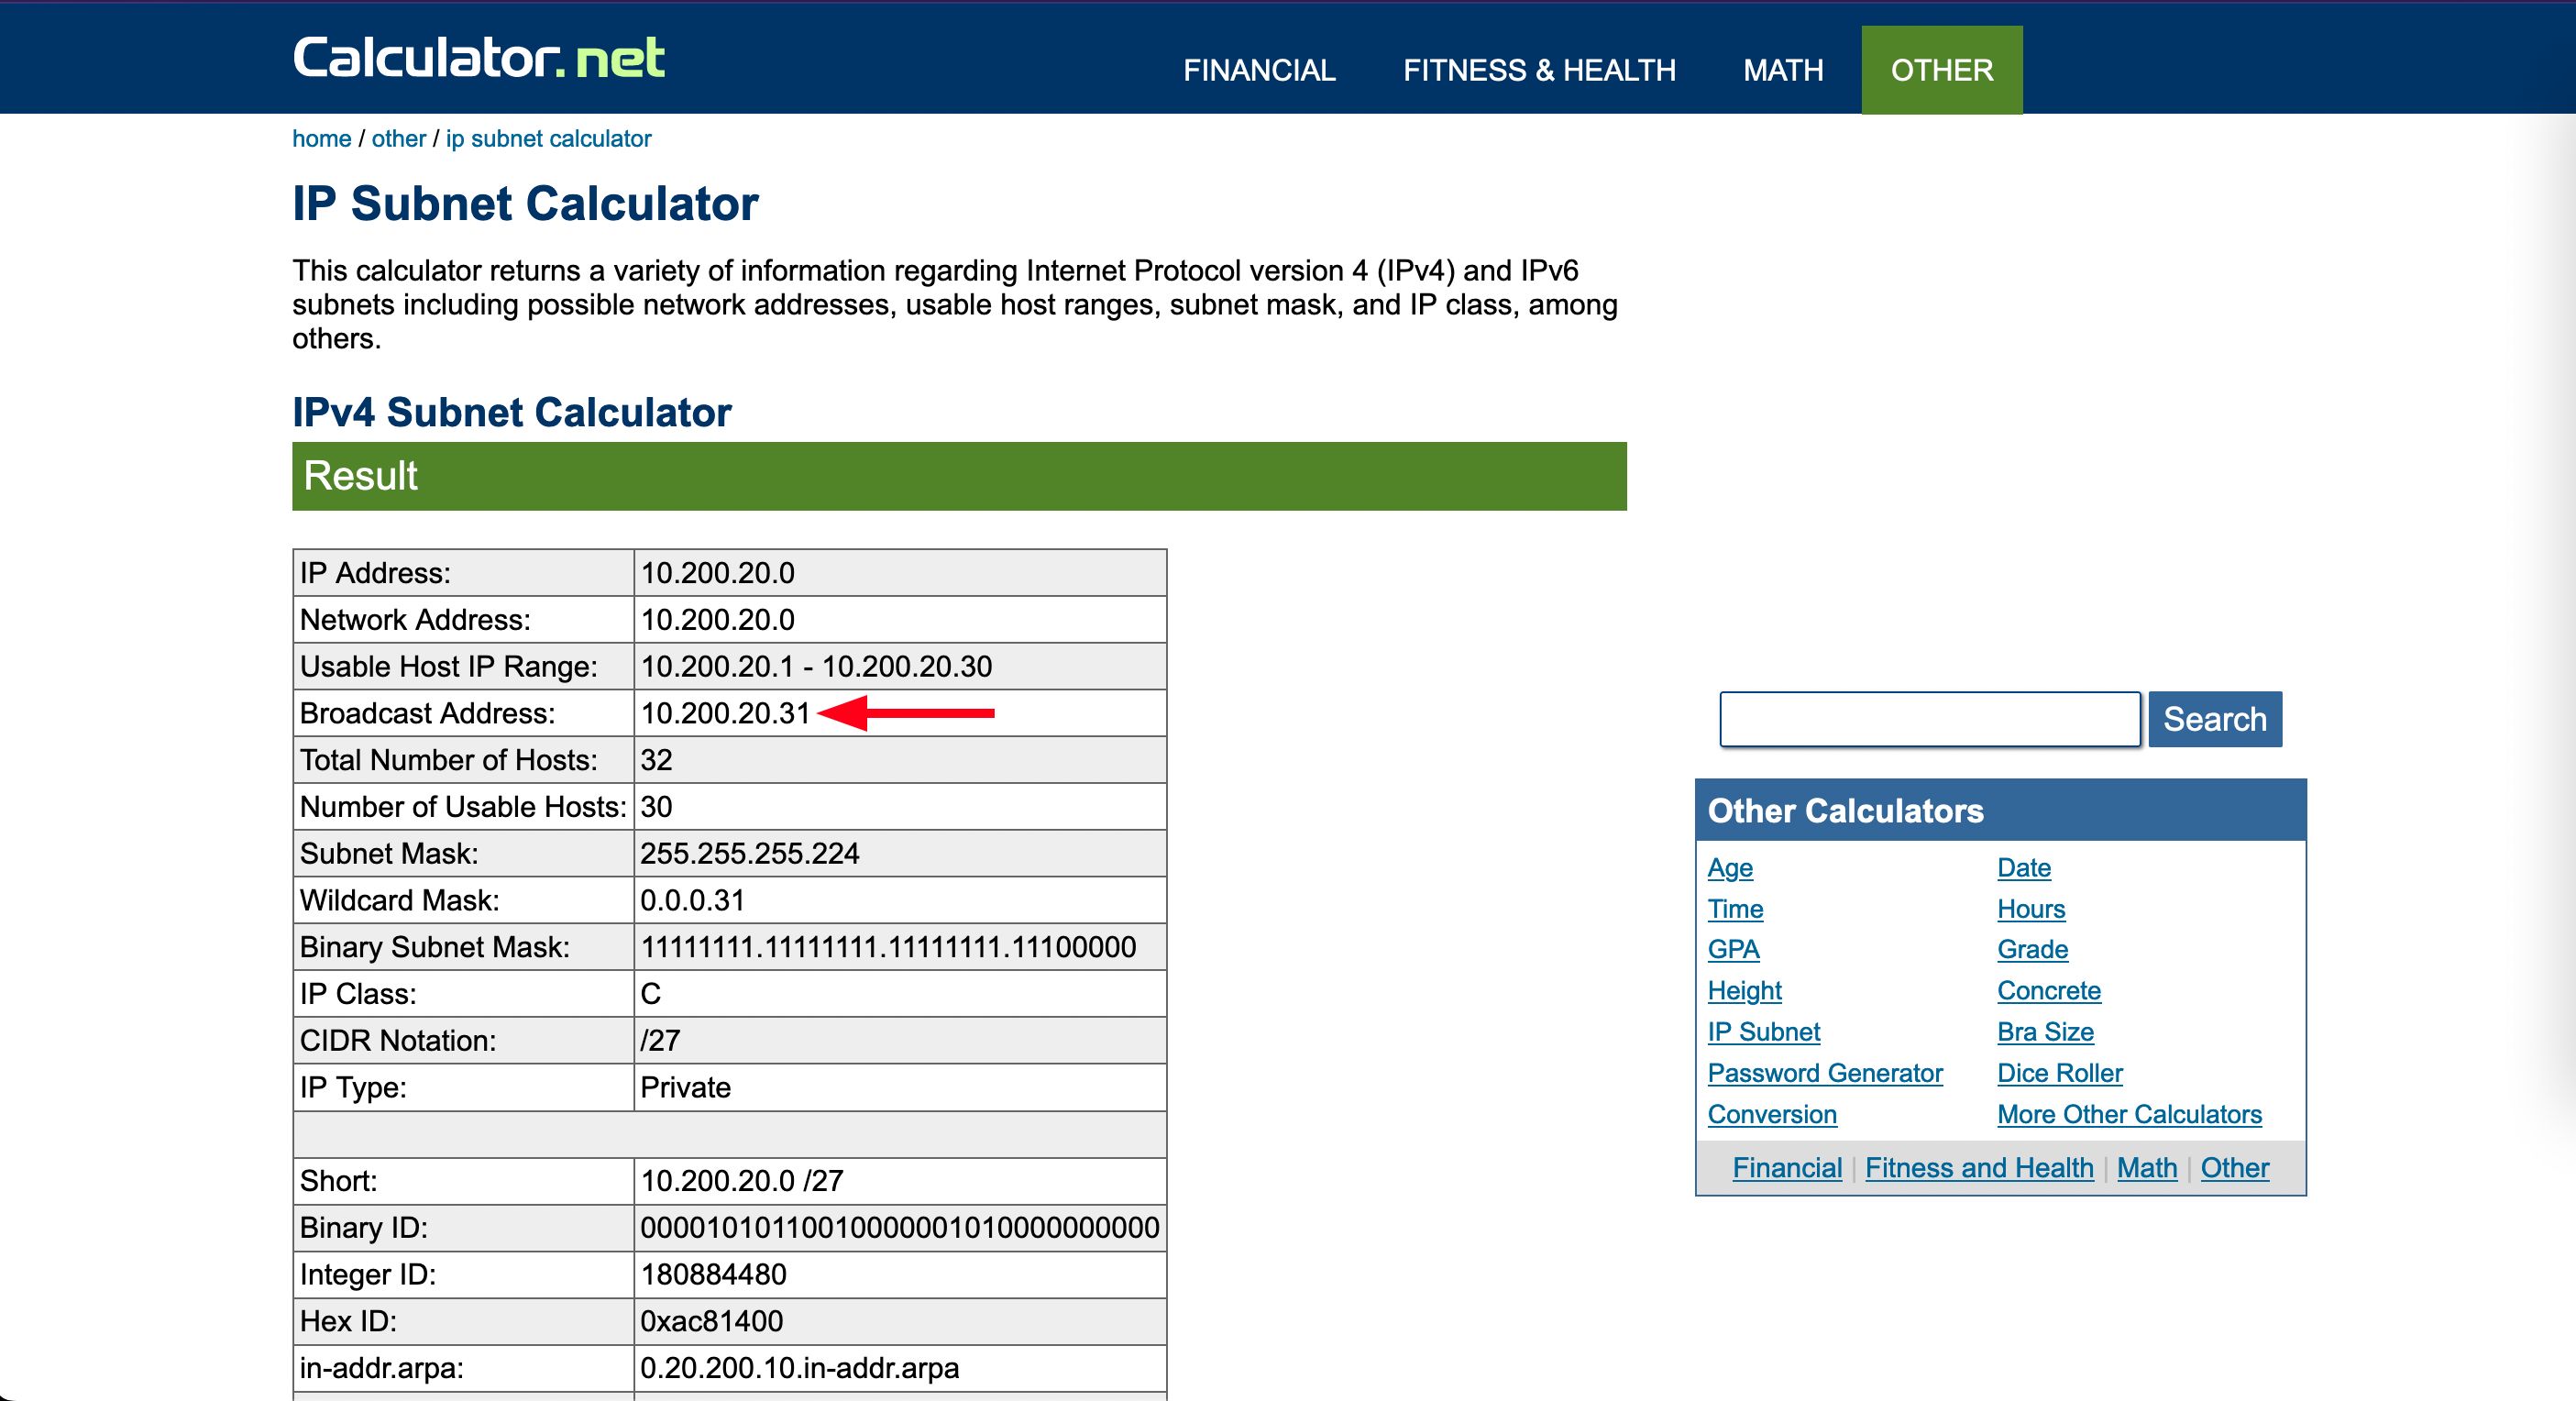 Calculator.net
FINANCIAL FITNESS & HEALTH MATH OTHER
home / other / ip subnet calculator
IP Subnet Calculator
This calculator returns a variety of information regarding Internet Protocol version 4 (IPv4) and IPv6
subnets including possible network addresses, usable host ranges, subnet mask, and IP class, among
others.
IPv4 Subnet Calculator
Result
IP Address: 10.200.20.0
Network Address: 10.200.20.0
Usable Host IP Range: 10.200.20.1 - 10.200.20.30
Broadcast Address: 10.200.20.31
Total Number of Hosts: 32
Number of Usable Hosts: 30
Subnet Mask: 255.255.255.224
Wildcard Mask: 0.0.0.31
Binary Subnet Mask: 11111111.11111111.11111111.11100000
IP Class: C
CIDR Notation: /27
IP Type: Private
Short: 10.200.20.0 /27
Binary ID: 00001010110010000001010000000000
Integer ID: 180884480
Hex ID: 0xac81400
in-addr.arpa: 0.20.200.10.in-addr.arpa
Search
Other Calculators
Age Date
Time Hours
GPA Grade
Height Concrete
IP Subnet Bra Size
Password Generator Dice Roller
Conversion More Other Calculators
Financial | Fitness and Health | Math | Other